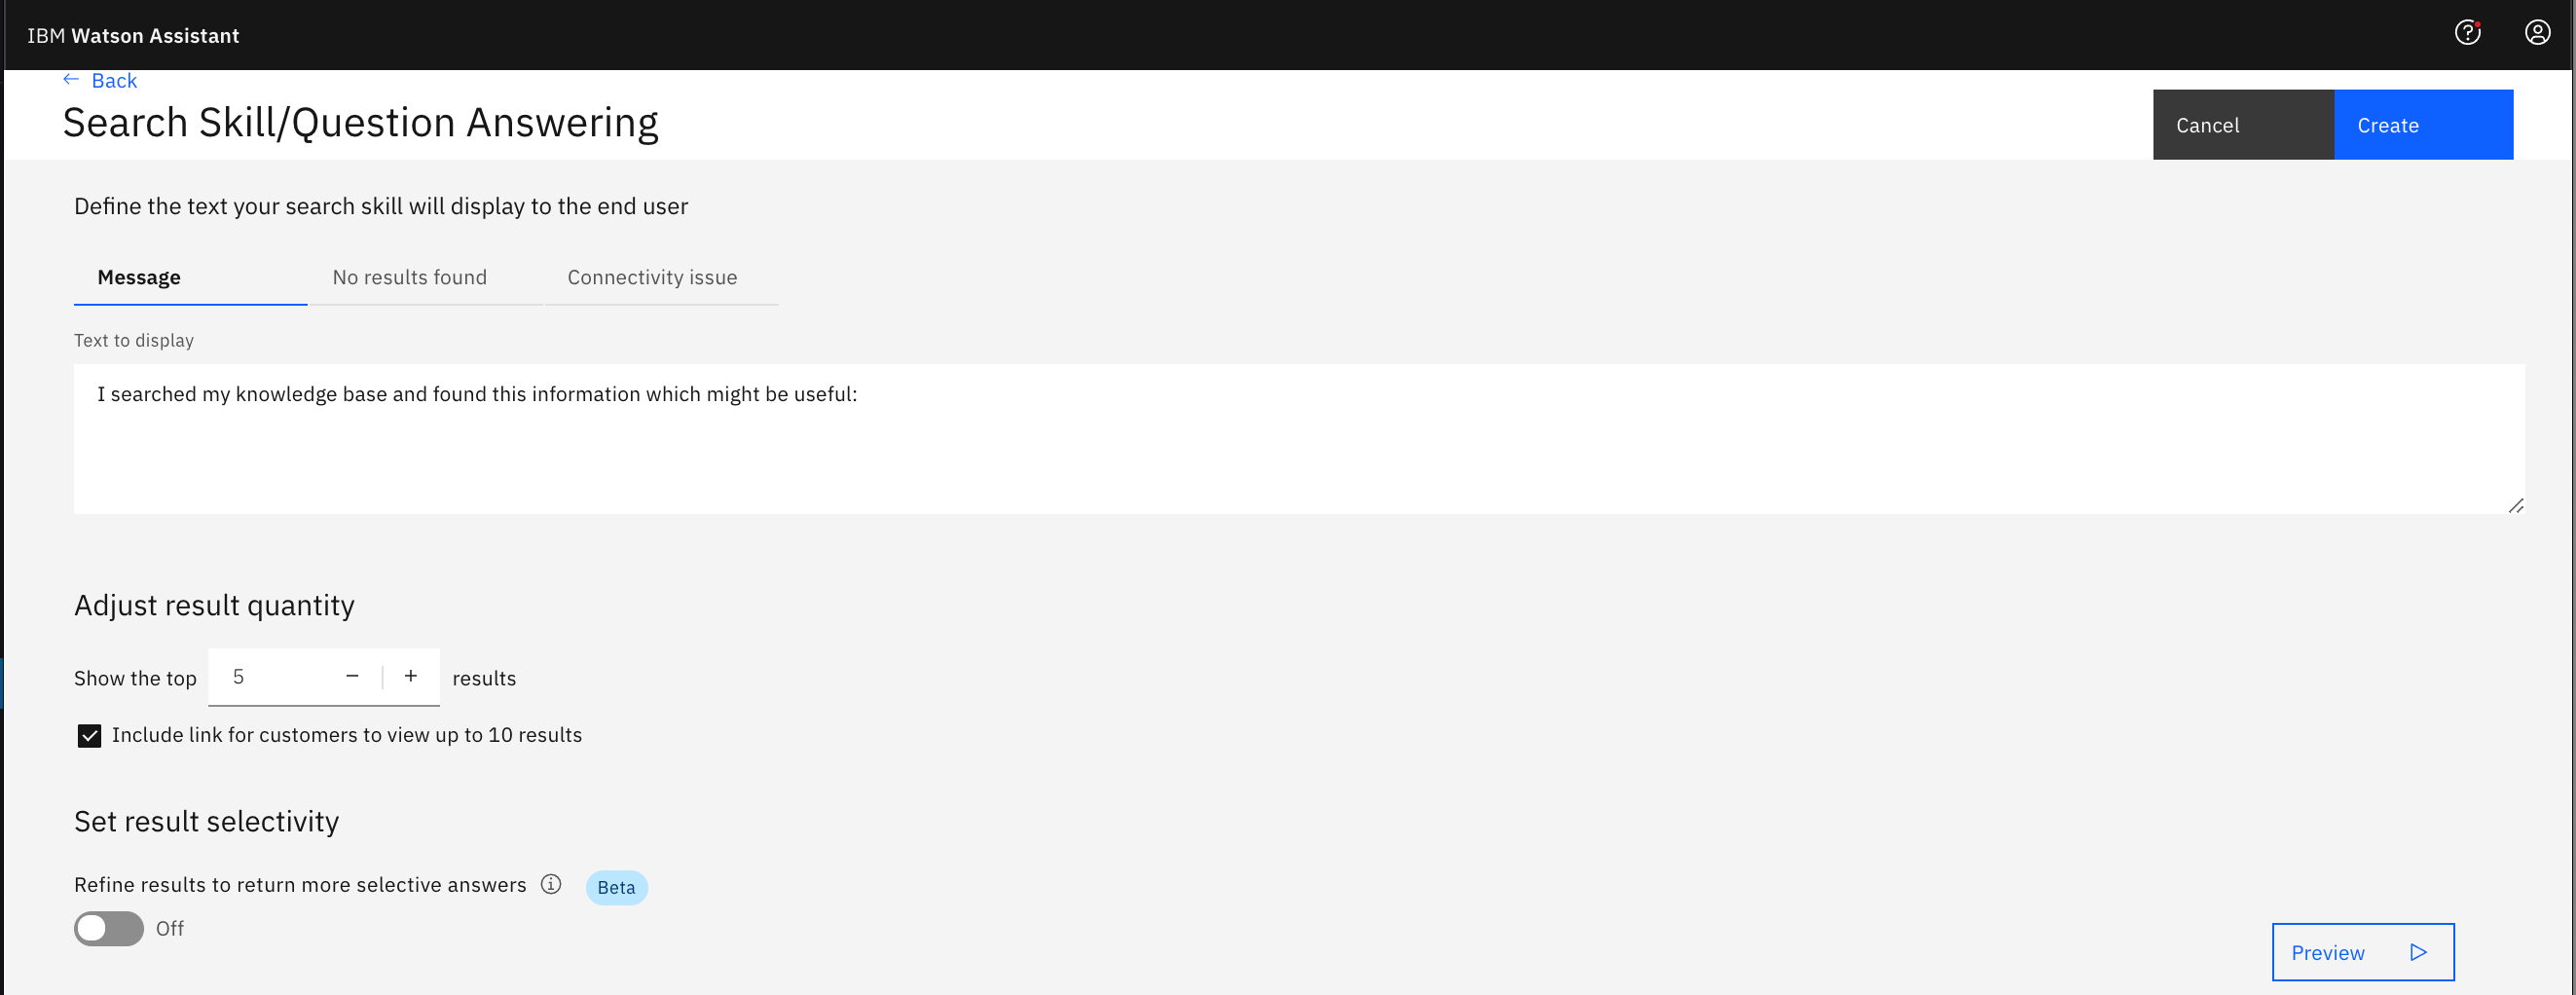 IBM Watson Assistant
Back
Search Skill/Question Answering
Cancel
Create
Define the text your search skill will display to the end user
Message
No results found
Connectivity issue
Text to display
I searched my knowledge base and found this information which might be useful:
Adjust result quantity
Show the top 5 − + results
Include link for customers to view up to 10 results
Set result selectivity
Refine results to return more selective answers
Beta
Off
Preview